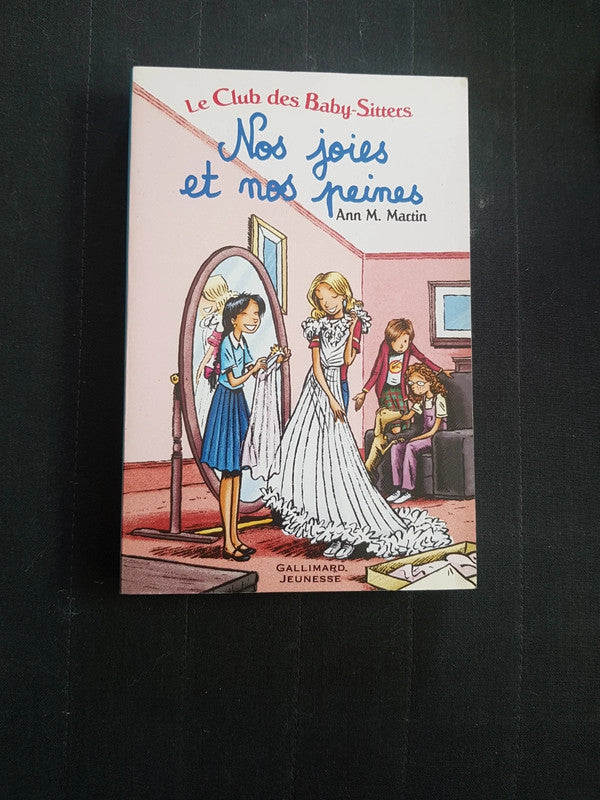 Le Club des Baby-Sitters
Nos joies
et nos peines
Ann M. Martin
GALLIMARD
JEUNESSE